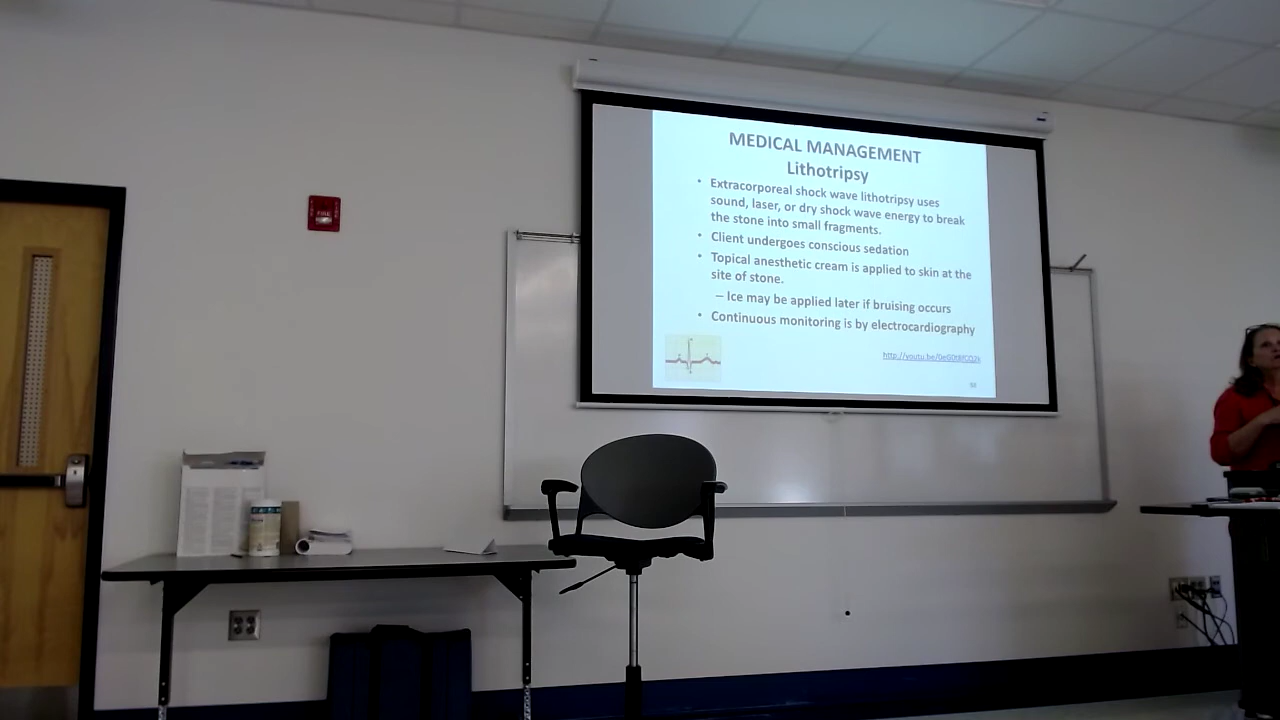 MEDICAL MANAGEMENT
Lithotripsy
• Extracorporeal shock wave lithotripsy uses
sound, laser, or dry shock wave energy to break
the stone into small fragments.
• Client undergoes conscious sedation
• Topical anesthetic cream is applied to skin at the
site of stone.
– Ice may be applied later if bruising occurs
• Continuous monitoring is by electrocardiography
FIRE